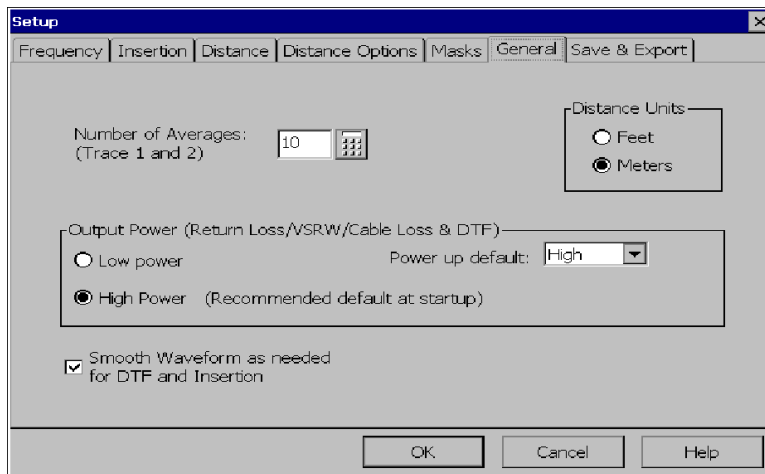 Setup
Frequency Insertion Distance Distance Options Masks General Save & Export
Number of Averages:
(Trace 1 and 2)
10
Distance Units
Feet
Meters
Output Power (Return Loss/VSRW/Cable Loss & DTF)
Low power
Power up default: High
High Power (Recommended default at startup)
Smooth Waveform as needed
for DTF and Insertion
OK Cancel Help